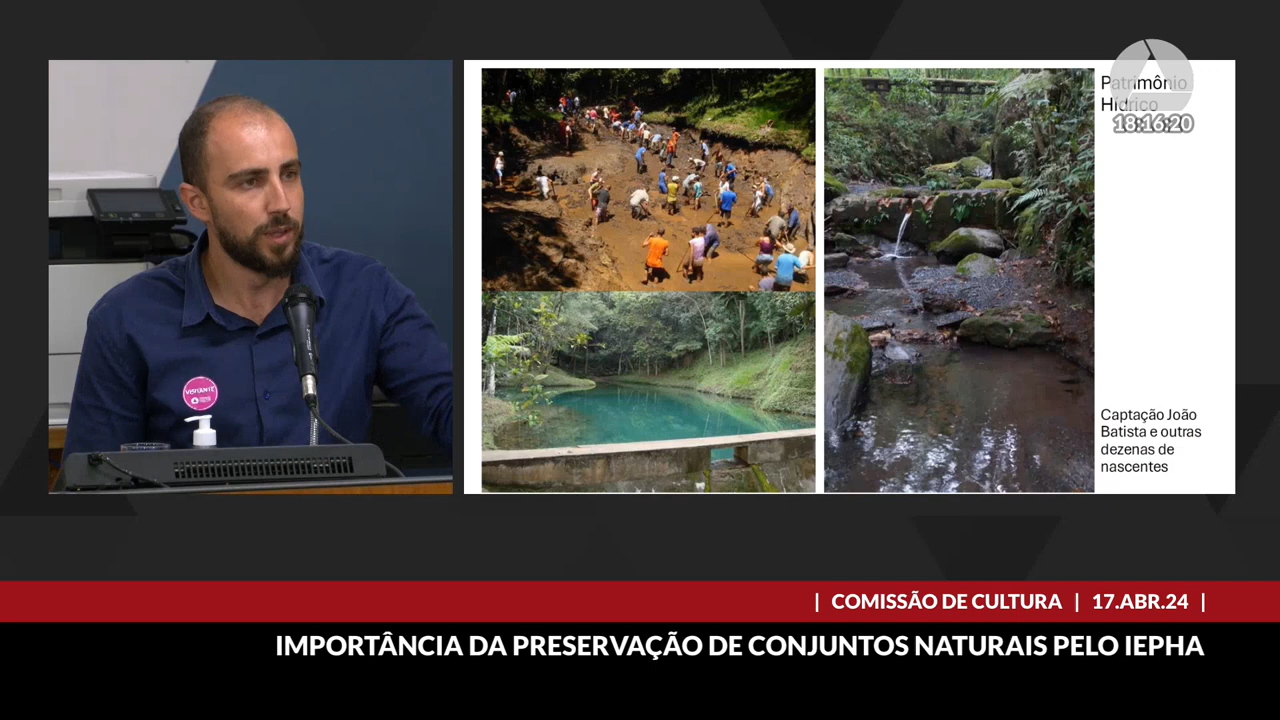 Patrimônio
Hídrico
18:16:20
VISITANTE
Captação João
Batista e outras
dezenas de
nascentes
| COMISSÃO DE CULTURA | 17.ABR.24 |
IMPORTÂNCIA DA PRESERVAÇÃO DE CONJUNTOS NATURAIS PELO IEPHA